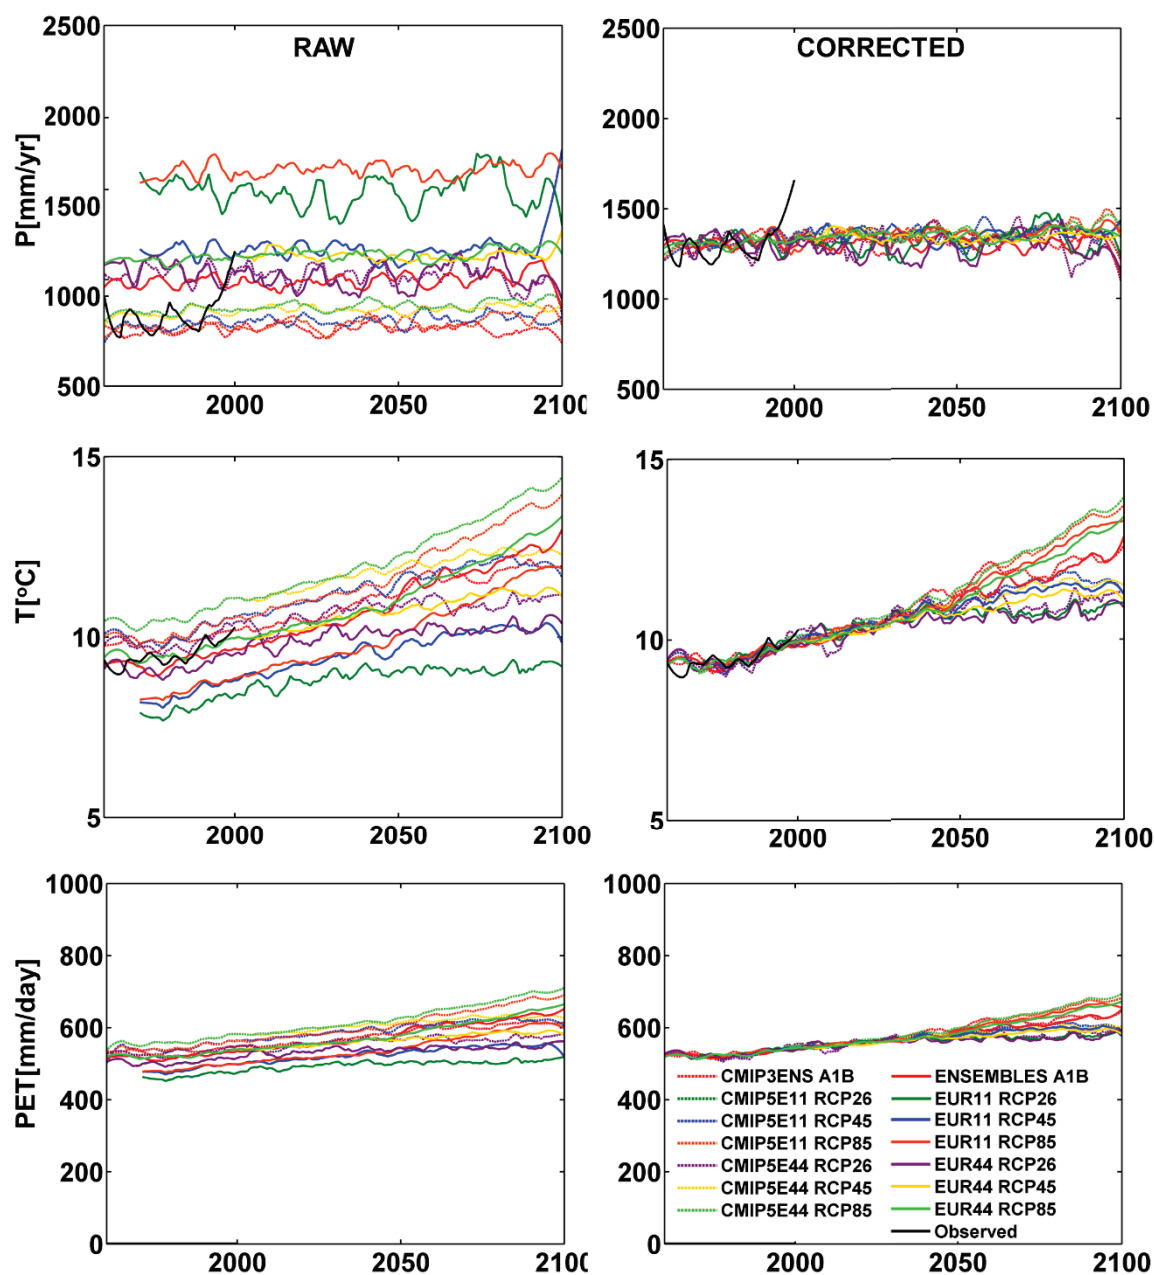 RAW
P[mm/yr]
2500
2000
1500
1000
500
2000
2050
2100
CORRECTED
2500
2000
1500
1000
500
2000
2050
2100
T[oC]
15
10
5
2000
2050
2100
15
10
5
2000
2050
2100
PET[mm/day]
1000
800
600
400
200
0
2000
2050
2100
1000
800
600
400
200
0
2000
2050
2100
CMIP3ENS A1B
CMIP5E11 RCP26
CMIP5E11 RCP45
CMIP5E11 RCP85
CMIP5E44 RCP26
CMIP5E44 RCP45
CMIP5E44 RCP85
ENSEMBLES A1B
EUR11 RCP26
EUR11 RCP45
EUR11 RCP85
EUR44 RCP26
EUR44 RCP45
EUR44 RCP85
Observed